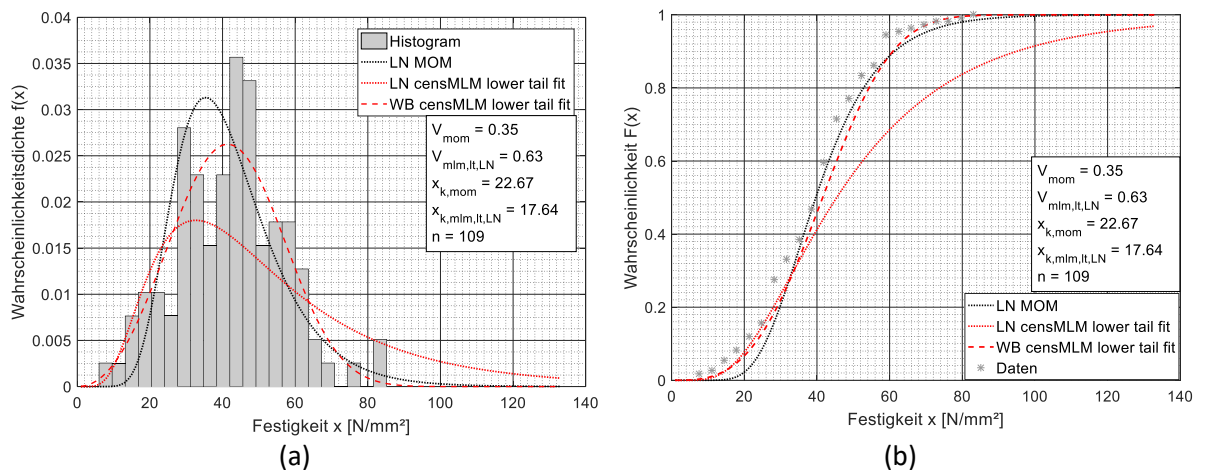 0.04
0.035
0.03
0.025
0.02
0.015
0.01
0.005
0
Wahrscheinlichkeitsdichte f(x)
0 20 40 60 80 100 120 140
Festigkeit x [N/mm²]
Histogram
LN MOM
LN censMLM lower tail fit
WB censMLM lower tail fit
V_mom = 0.35
V_mlm,lt,LN = 0.63
x_k,mom = 22.67
x_k,mlm,lt,LN = 17.64
n = 109
(a)
1
0.8
0.6
0.4
0.2
0
Wahrscheinlichkeit F(x)
0 20 40 60 80 100 120 140
Festigkeit x [N/mm²]
V_mom = 0.35
V_mlm,lt,LN = 0.63
x_k,mom = 22.67
x_k,mlm,lt,LN = 17.64
n = 109
LN MOM
LN censMLM lower tail fit
WB censMLM lower tail fit
Daten
(b)